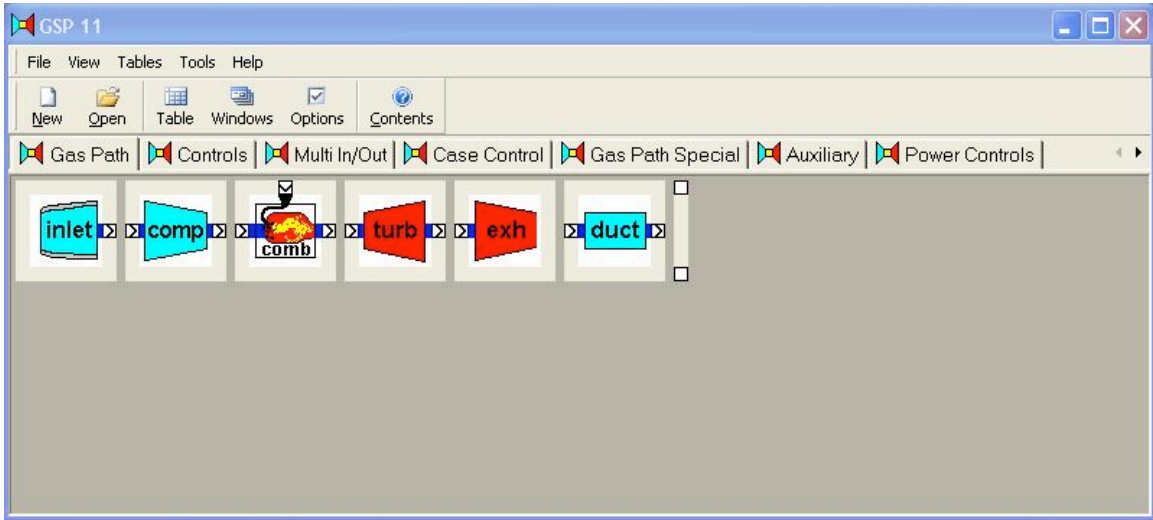 GSP 11
File View Tables Tools Help
New Open Table Windows Options Contents
Gas Path Controls Multi In/Out Case Control Gas Path Special Auxiliary Power Controls
inlet comp comb turb exh duct